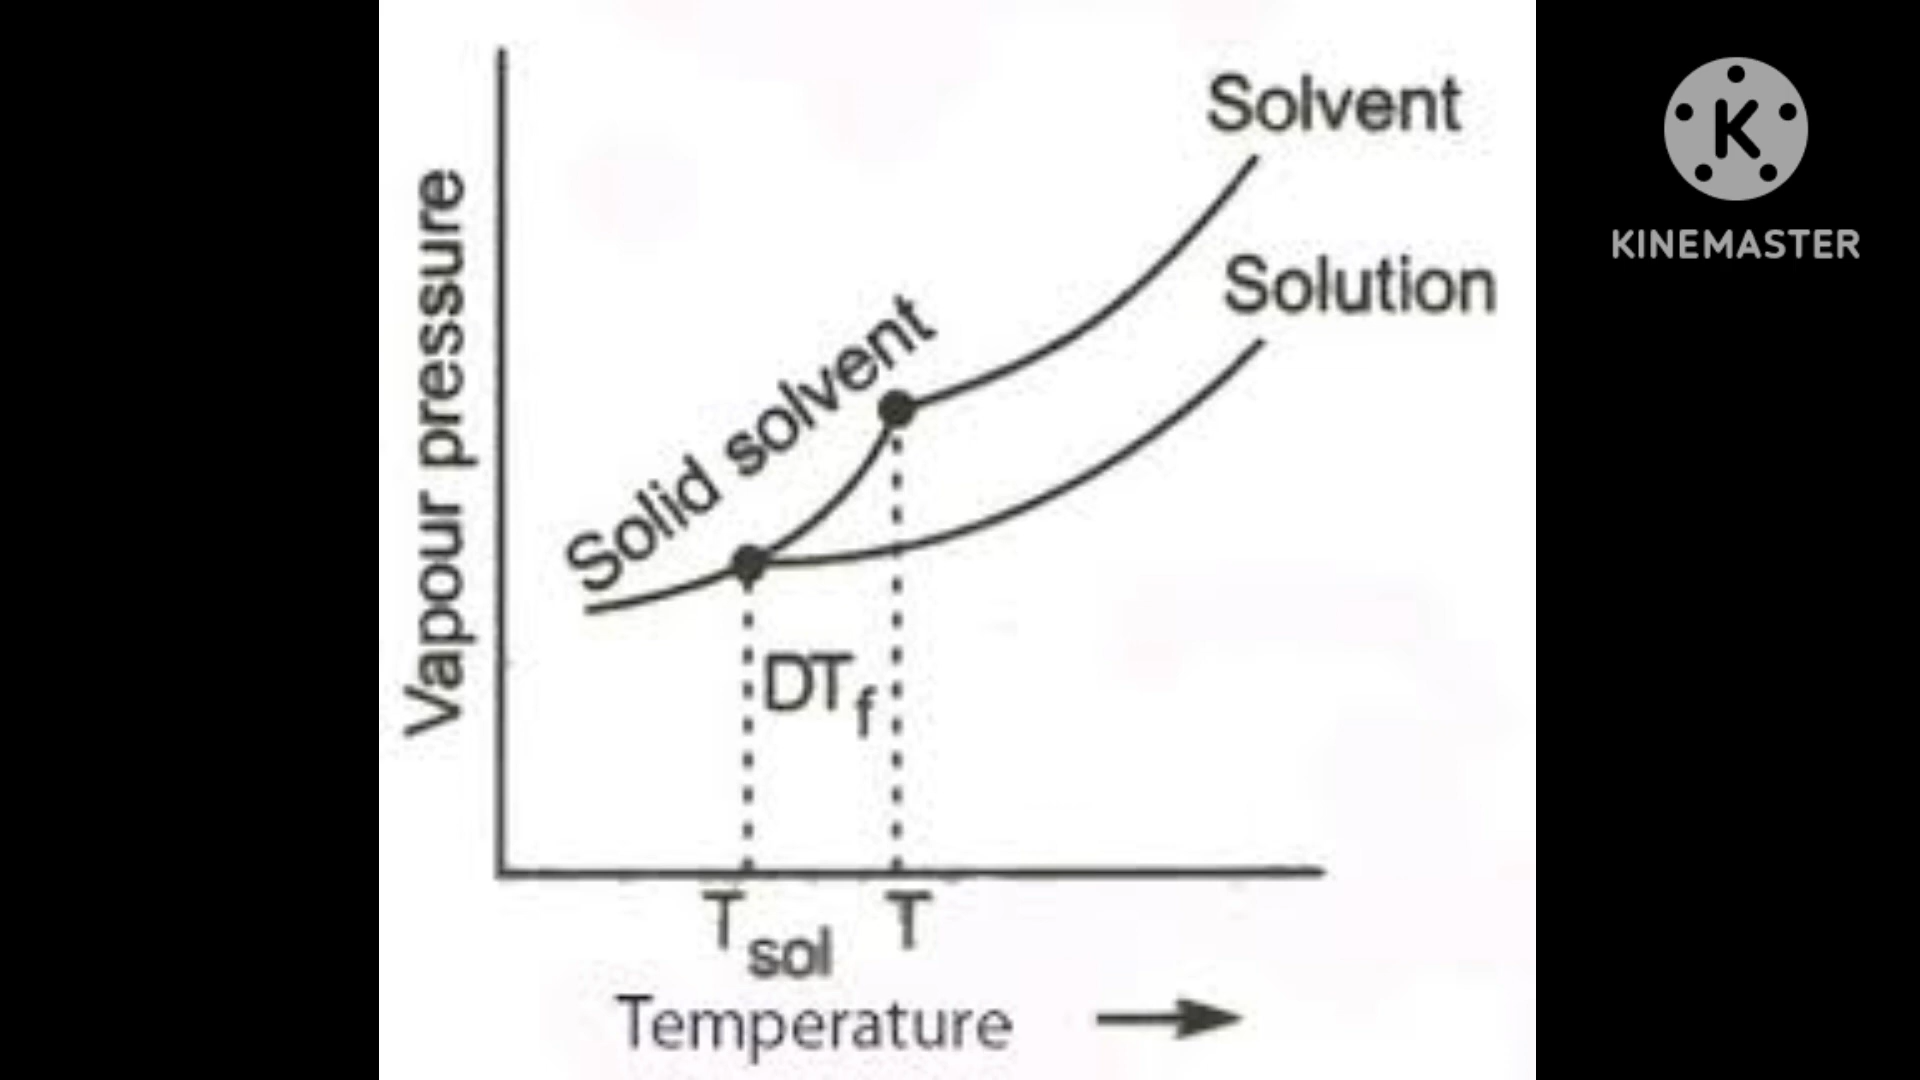 Solvent
Solution
Solid solvent
Vapour pressure
DTf
Tsol T
Temperature
K
KINEMASTER